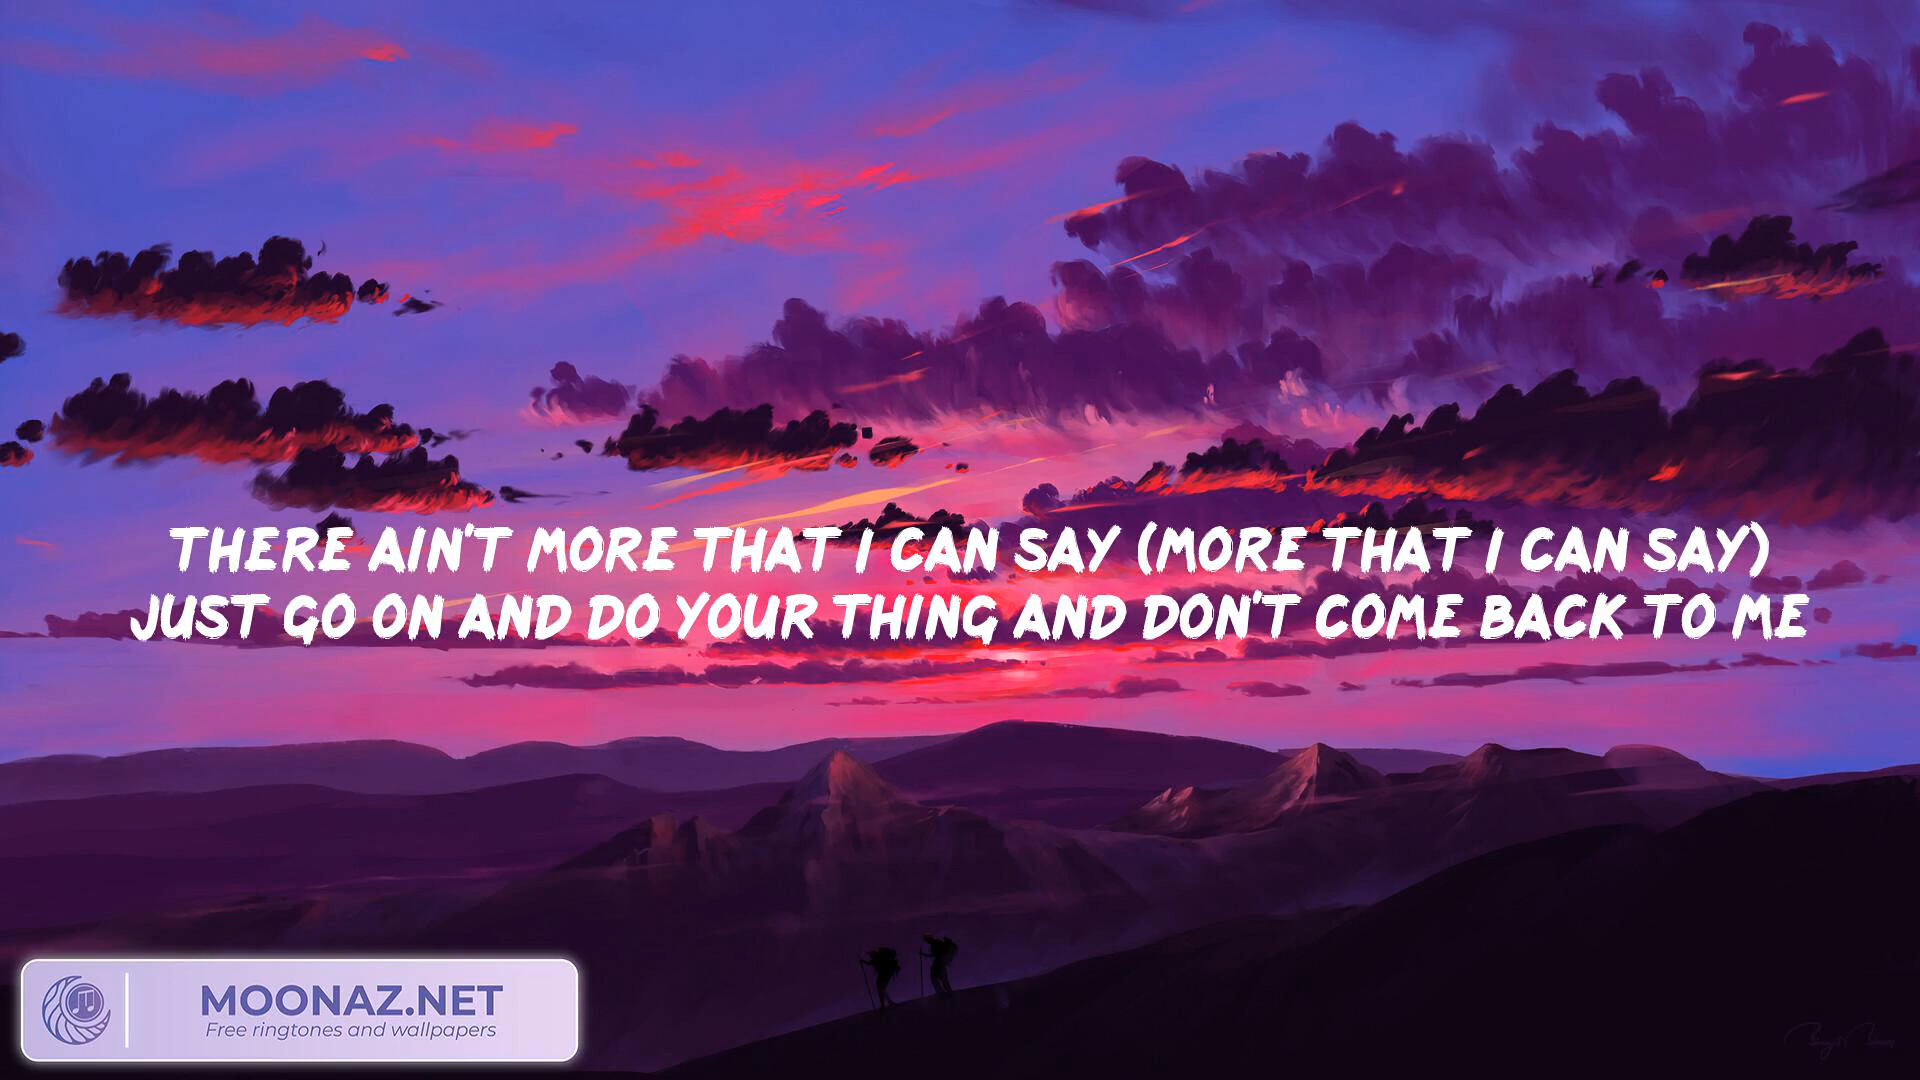 THERE AIN'T MORE THAT I CAN SAY (MORE THAT I CAN SAY)
JUST GO ON AND DO YOUR THING AND DON'T COME BACK TO ME
MOONAZ.NET
Free ringtones and wallpapers